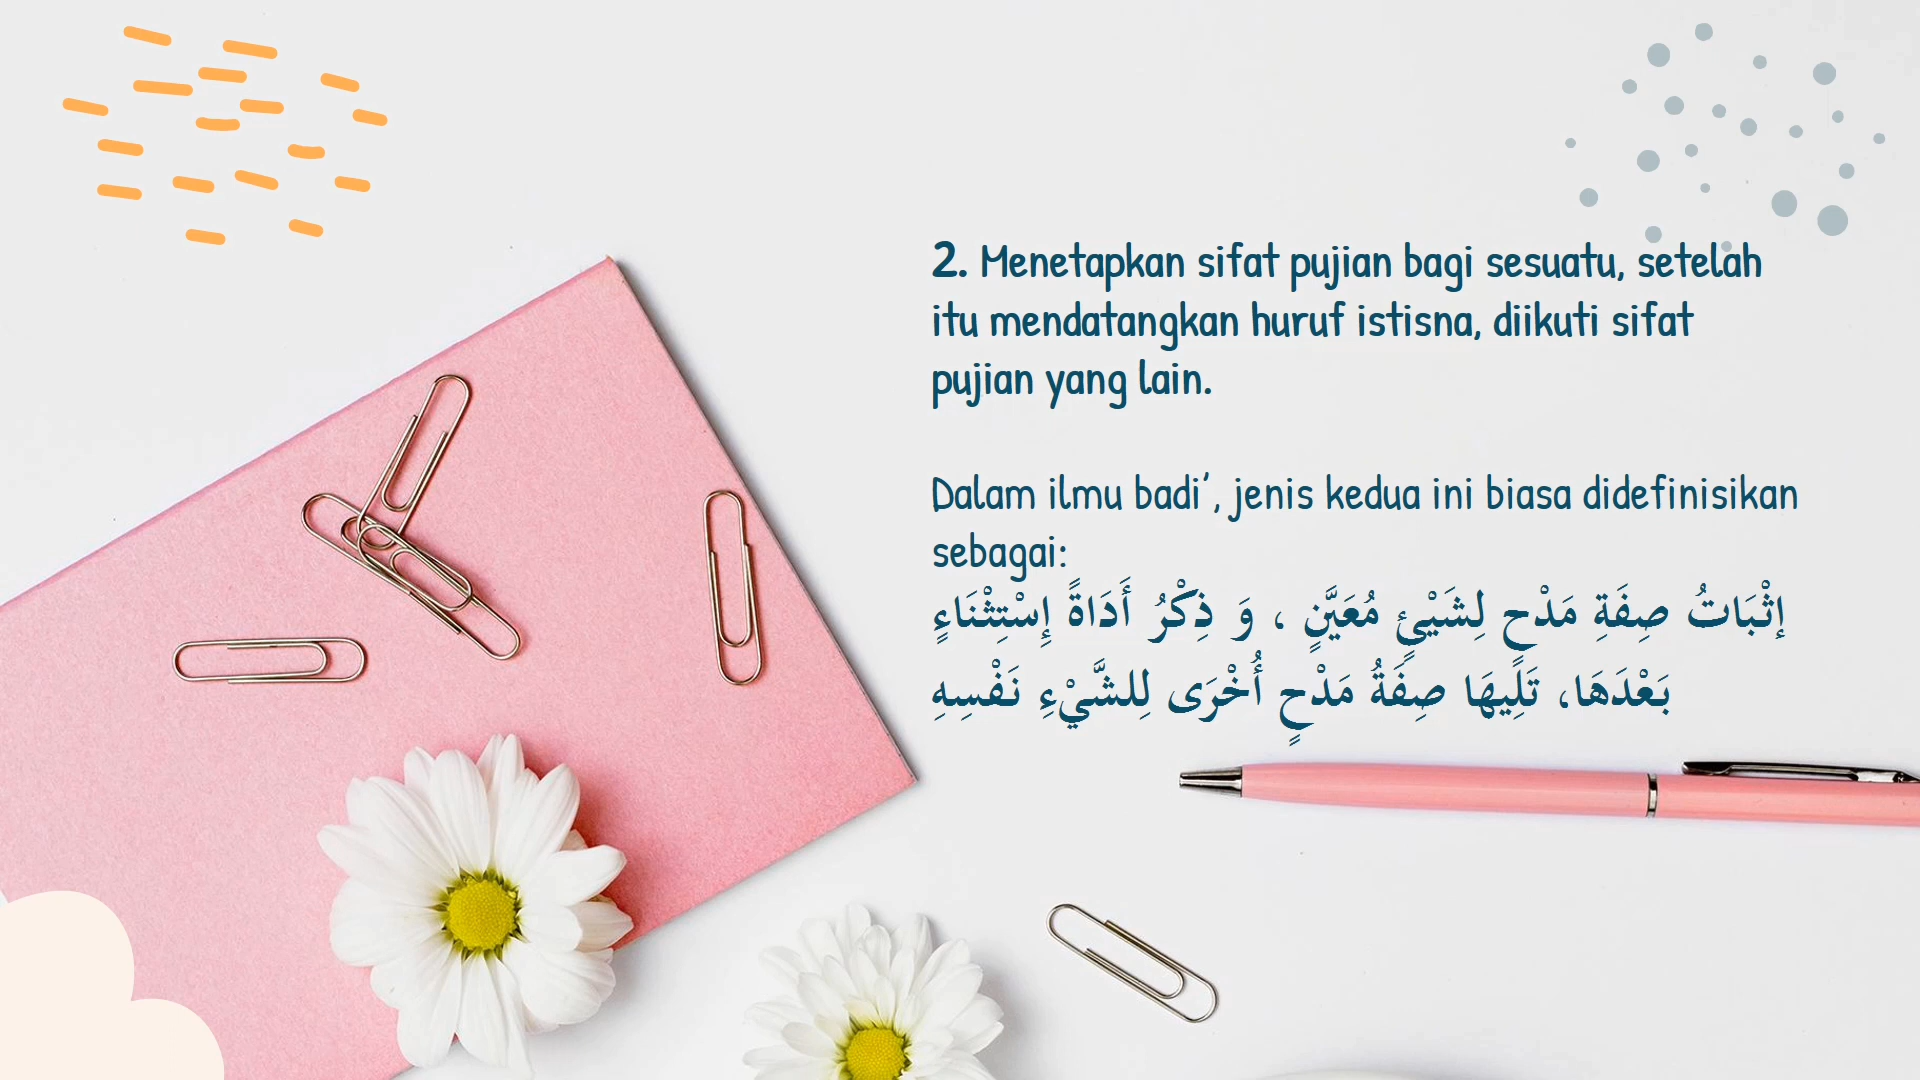 2. Menetapkan sifat pujian bagi sesuatu, setelah
itu mendatangkan huruf istisna, diikuti sifat
pujian yang lain.
Dalam ilmu badi’, jenis kedua ini biasa didefinisikan
sebagai:
إثْبَاتُ صِفَةِ مَدْحٍ لِشَيْئٍ مُعَيَّنٍ ، وَ ذِكْرُ أَدَاةً إِسْتِثْنَاءٍ
بَعْدَهَا، تَلِيهَا صِفَةُ مَدْحٍ أُخْرَى لِلشَّيْءِ نَفْسِهِ